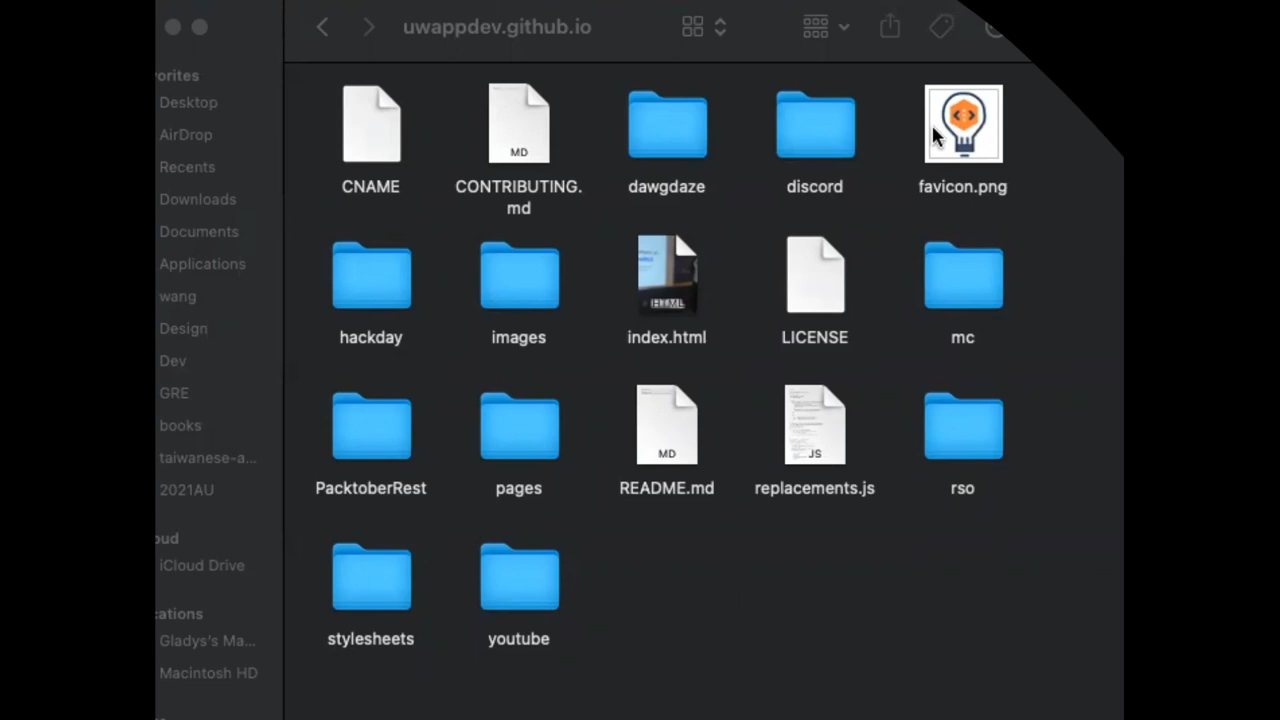 uwappdev.github.io
vorites
Desktop
AirDrop
Recents
Downloads
Documents
Applications
wang
Design
Dev
GRE
books
taiwanese-a...
2021AU
oud
iCloud Drive
cations
Gladys's Ma...
Macintosh HD
MD
CNAME
CONTRIBUTING.
md
dawgdaze
discord
favicon.png
HTML
hackday
images
index.html
LICENSE
mc
MD
JS
PacktoberRest
pages
README.md
replacements.js
rso
stylesheets
youtube